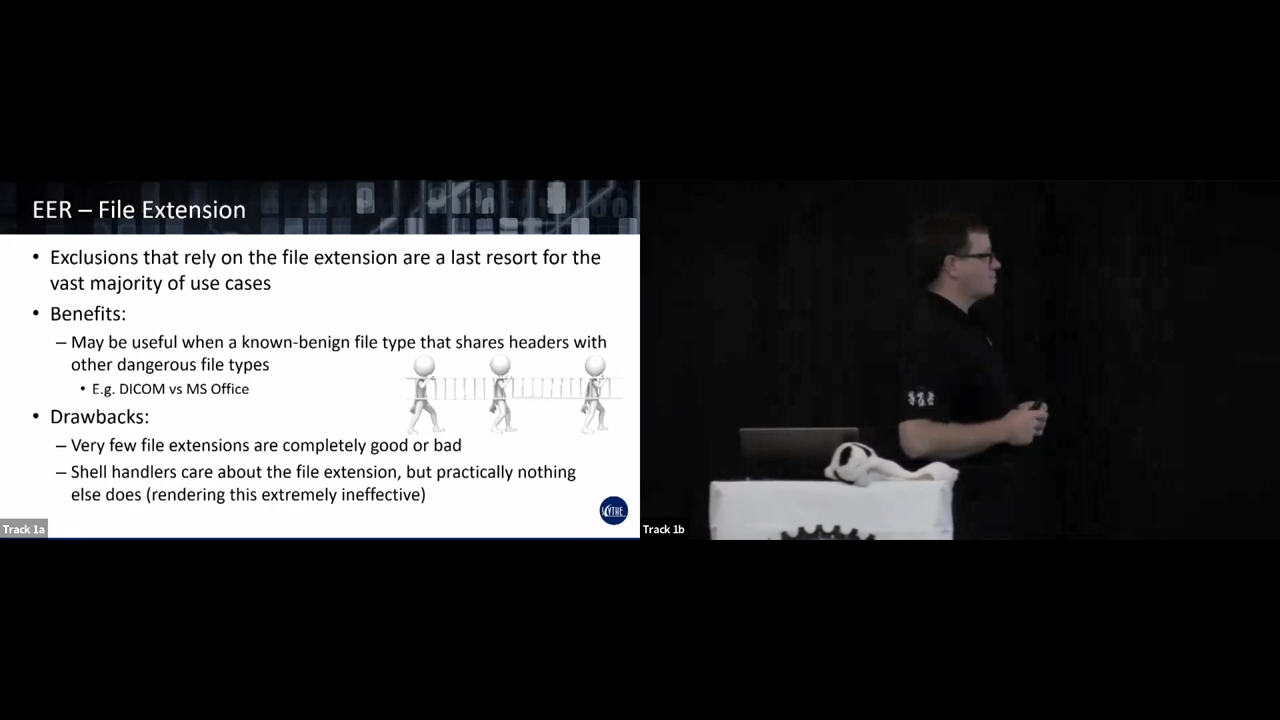 EER – File Extension
• Exclusions that rely on the file extension are a last resort for the
vast majority of use cases
• Benefits:
– May be useful when a known-benign file type that shares headers with
other dangerous file types
• E.g. DICOM vs MS Office
• Drawbacks:
– Very few file extensions are completely good or bad
– Shell handlers care about the file extension, but practically nothing
else does (rendering this extremely ineffective)
SCYTHE
Track 1a
Track 1b